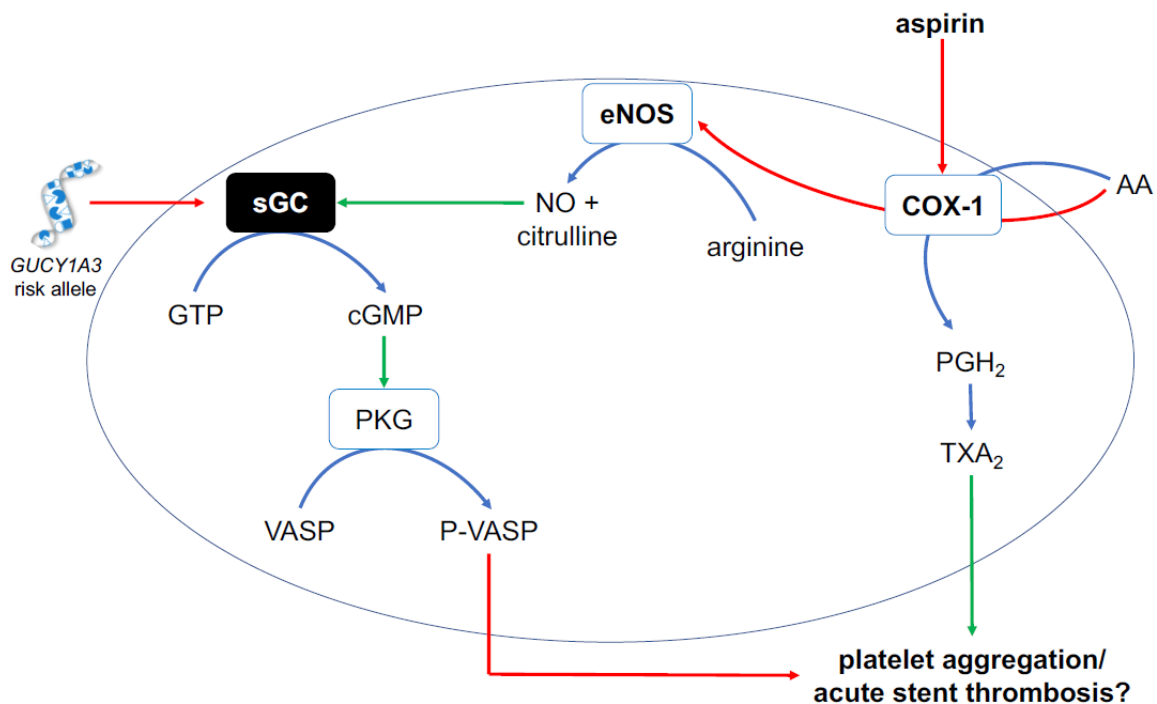 aspirin
eNOS
COX-1
AA
sGC
NO +
citrulline
arginine
GUCY1A3
risk allele
GTP
cGMP
PGH₂
PKG
TXA₂
VASP
P-VASP
platelet aggregation/
acute stent thrombosis?